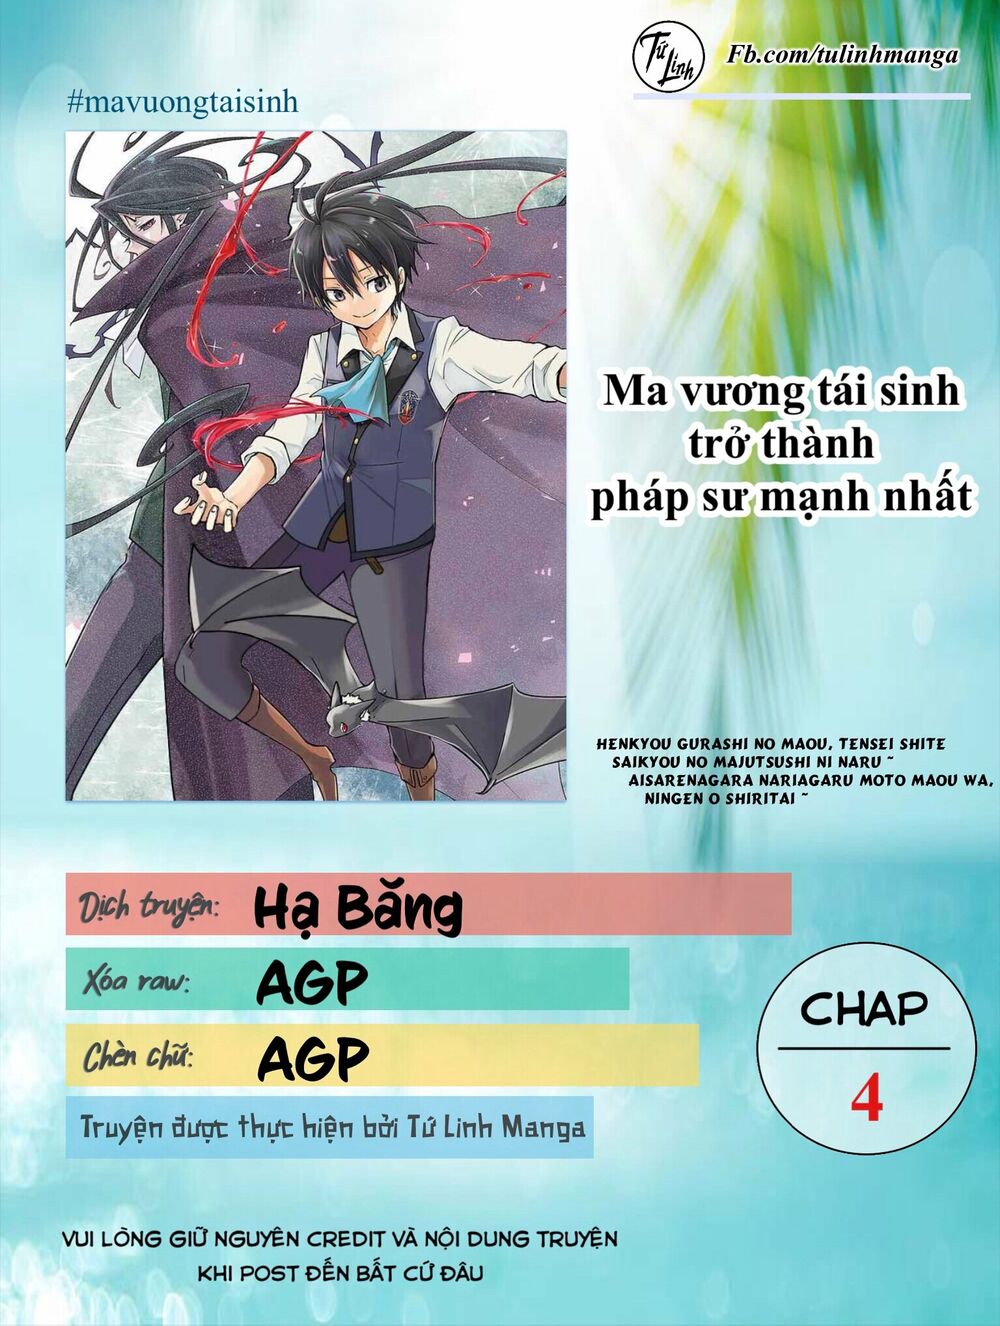 Tứ Linh
Fb.com/tulinhmanga
#mavuongtaisinh
Ma vương tái sinh
trở thành
pháp sư mạnh nhất
HENKYOU GURASHI NO MAOU, TENSEI SHITE
SAIKYOU NO MAJUTSUSHI NI NARU ~
AISARENAGARA NARIAGARU MOTO MAOU WA,
NINGEN O SHIRITAI ~
Dịch truyện: Hạ Băng
Xóa raw: AGP
Chèn chữ: AGP
Truyện được thực hiện bởi Tứ Linh Manga
CHAP
4
VUI LÒNG GIỮ NGUYÊN CREDIT VÀ NỘI DUNG TRUYỆN
KHI POST ĐẾN BẤT CỨ ĐÂU